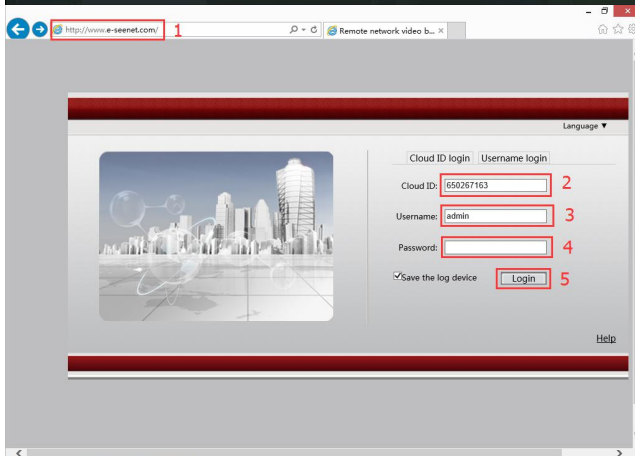 http://www.e-seenet.com/ 1
Remote network video b...
Language ▼
Cloud ID login Username login
Cloud ID: 650267163 2
Username: admin 3
Password: 4
Save the log device Login 5
Help